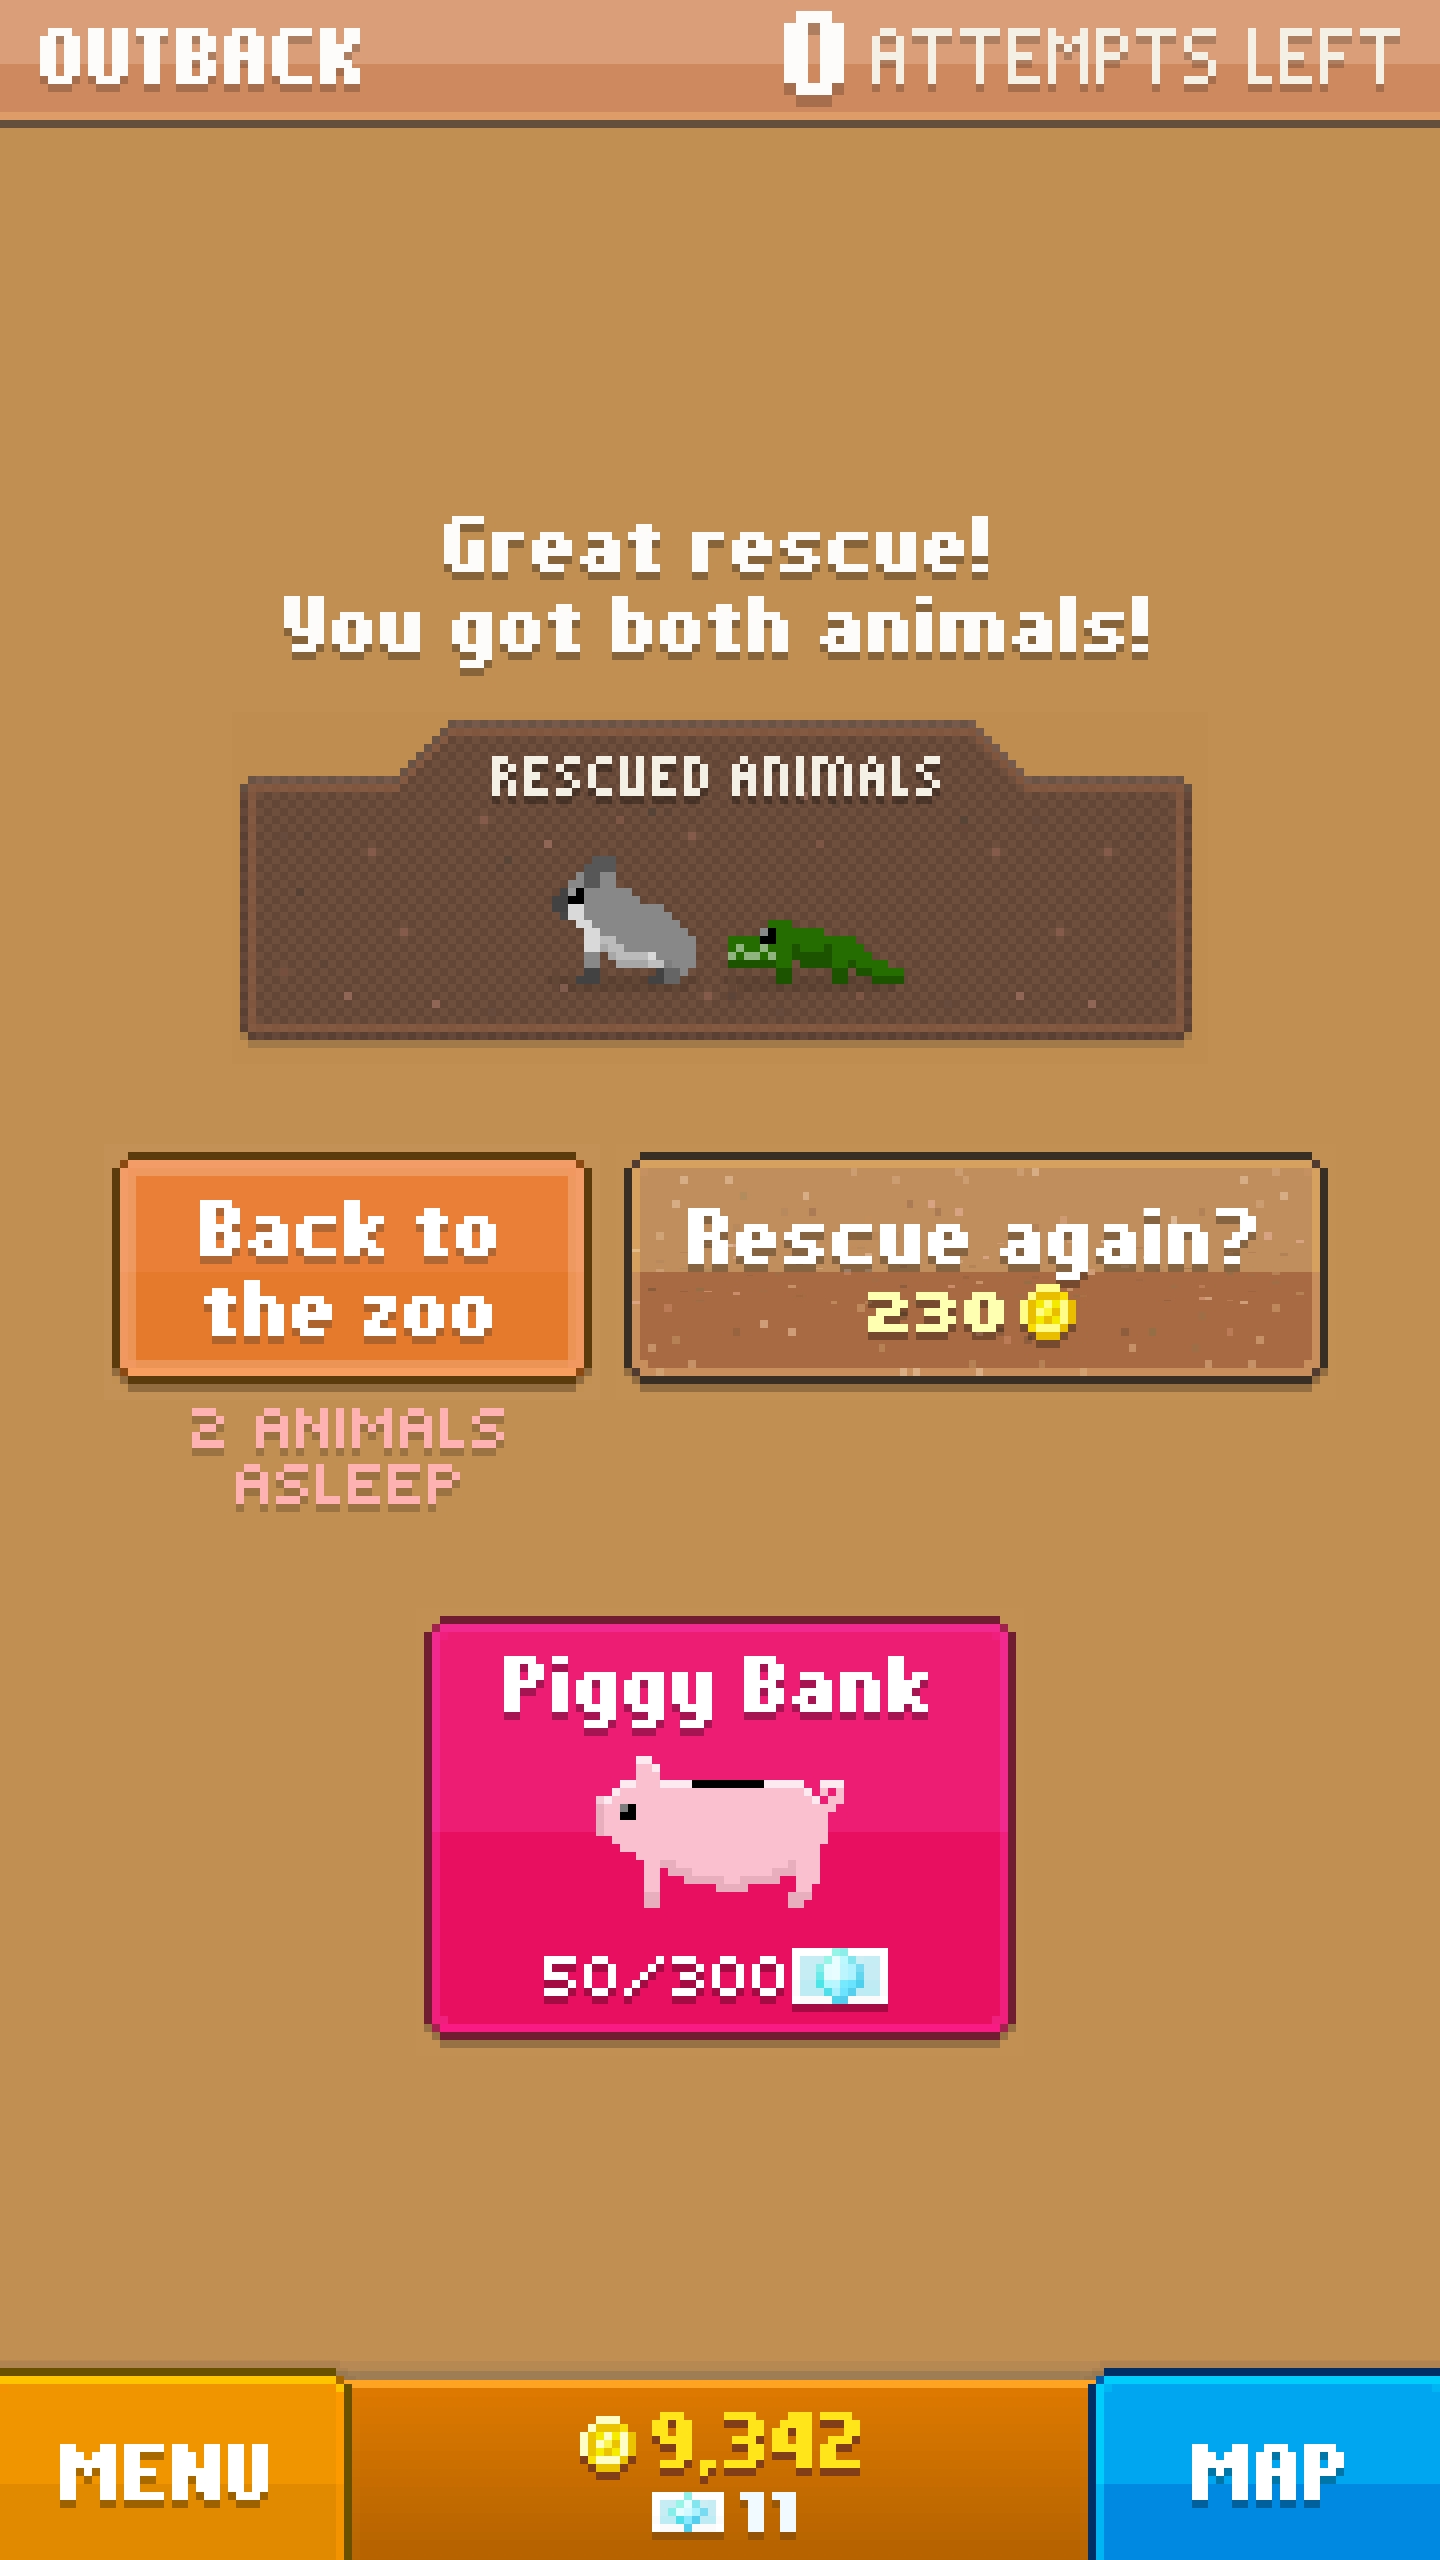 OUTBACK
0 ATTEMPTS LEFT
Great rescue!
You got both animals!
RESCUED ANIMALS
Back to
the zoo
Rescue again?
230
2 ANIMALS
ASLEEP
Piggy Bank
50/300
MENU
9,342
11
MAP